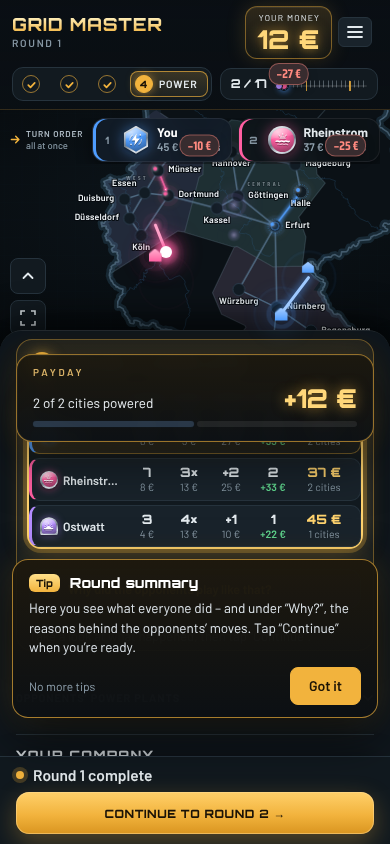 GRID MASTER
ROUND 1
YOUR MONEY
12 €
4 POWER
2 / 17
-27 €
TURN ORDER
all at once
1 You
45 €
-10 €
2 Rheinstrom
37 €
-25 €
WEST
Münster
Hannover
Magdeburg
Essen
CENTRAL
Duisburg
Dortmund
Göttingen
Halle
Düsseldorf
Kassel
Erfurt
Köln
Würzburg
Nürnberg
Regensburg
PAYDAY
2 of 2 cities powered
+12 €
Rheinstr... 7 3x +2 2 37 €
8 € 13 € 25 € +33 € 2 cities
Ostwatt 3 4x +1 1 45 €
4 € 13 € 10 € +22 € 1 cities
Tip Round summary
Here you see what everyone did – and under “Why?”, the
reasons behind the opponents’ moves. Tap “Continue”
when you’re ready.
No more tips
Got it
YOUR COMPANY
Round 1 complete
CONTINUE TO ROUND 2 →